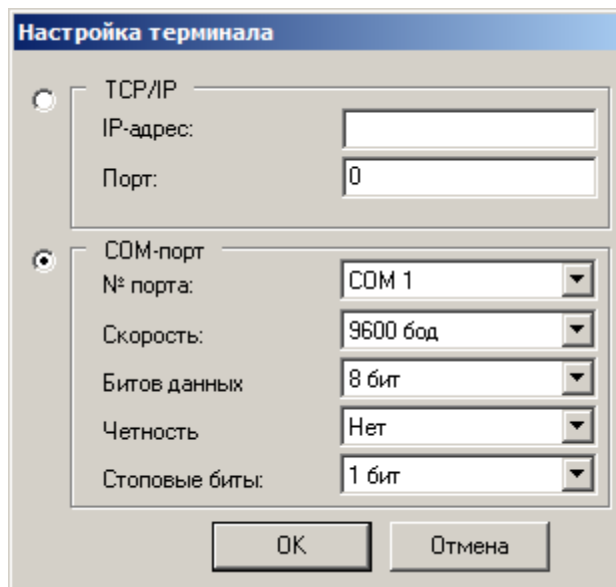 Настройка терминала
TCP/IP
IP-адрес:
Порт: 0
COM-порт
№ порта: COM 1
Скорость: 9600 бод
Битов данных 8 бит
Четность Нет
Стоповые биты: 1 бит
OK Отмена